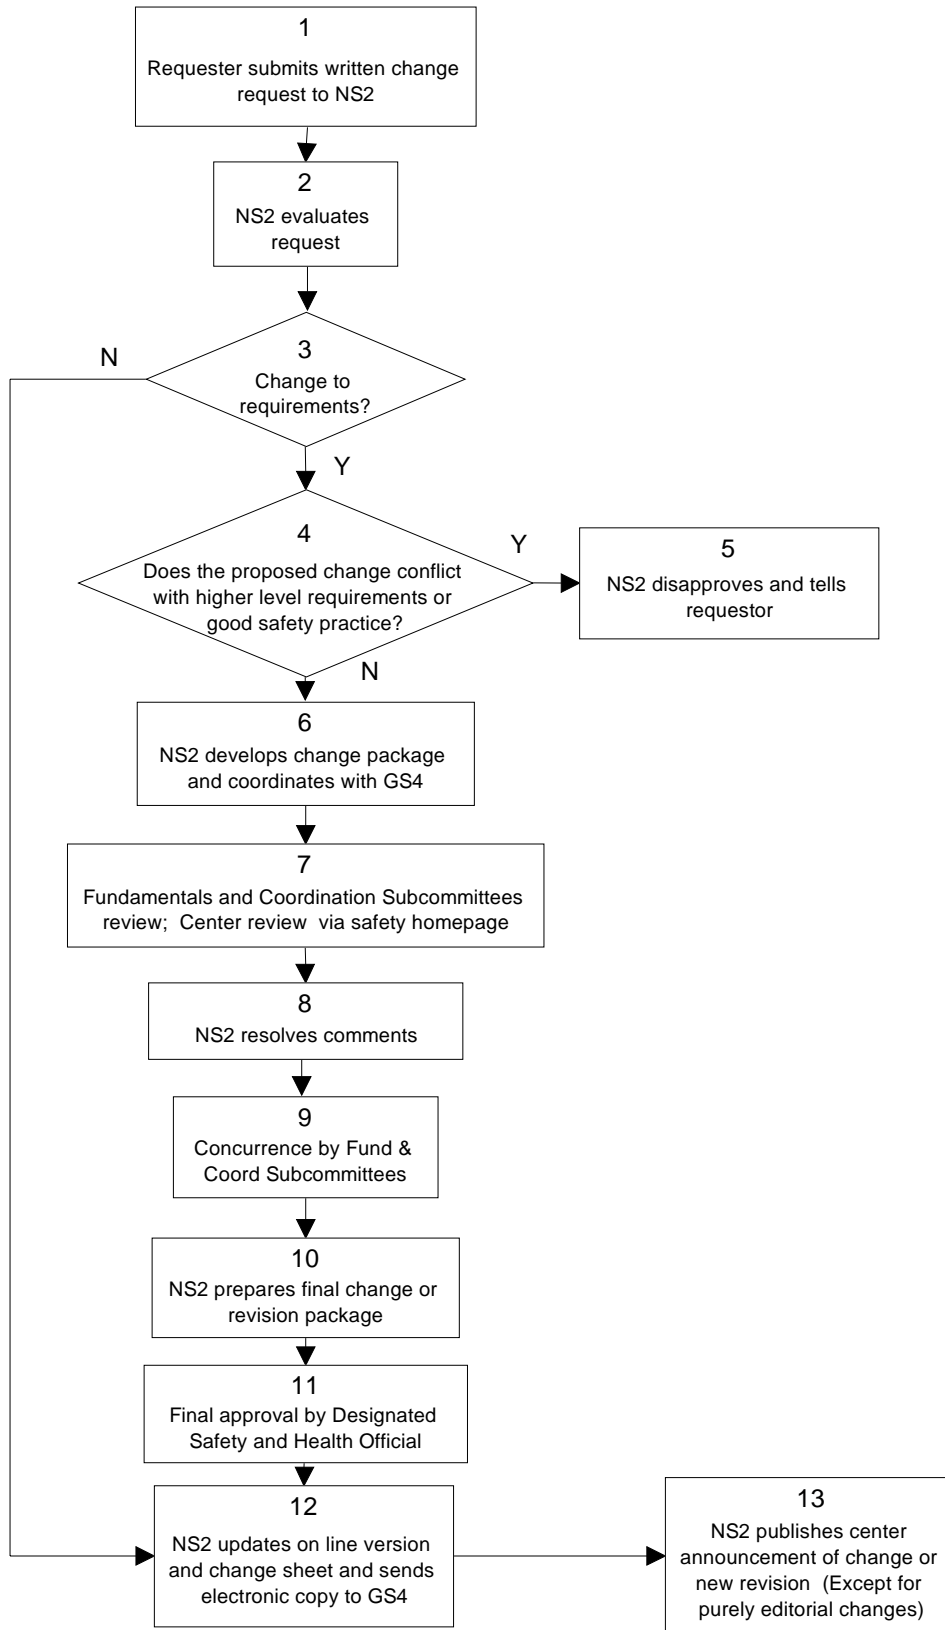 1
Requester submits written change
request to NS2
2
NS2 evaluates
request
3
Change to
requirements?
N
Y
4
Does the proposed change conflict
with higher level requirements or
good safety practice?
Y
N
5
NS2 disapproves and tells
requestor
6
NS2 develops change package
and coordinates with GS4
7
Fundamentals and Coordination Subcommittees
review;  Center review  via safety homepage
8
NS2 resolves comments
9
Concurrence by Fund &
Coord Subcommittees
10
NS2 prepares final change or
revision package
11
Final approval by Designated
Safety and Health Official
12
NS2 updates on line version
and change sheet and sends
electronic copy to GS4
13
NS2 publishes center
announcement of change or
new revision  (Except for
purely editorial changes)